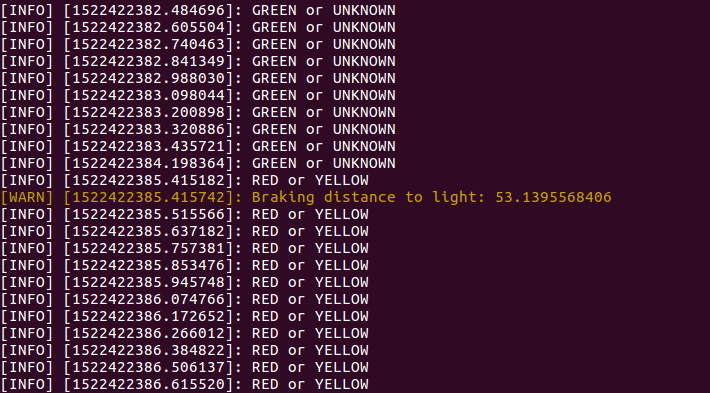 [INFO] [1522422382.484696]: GREEN or UNKNOWN
[INFO] [1522422382.605504]: GREEN or UNKNOWN
[INFO] [1522422382.740463]: GREEN or UNKNOWN
[INFO] [1522422382.841349]: GREEN or UNKNOWN
[INFO] [1522422382.988030]: GREEN or UNKNOWN
[INFO] [1522422383.098044]: GREEN or UNKNOWN
[INFO] [1522422383.200898]: GREEN or UNKNOWN
[INFO] [1522422383.320886]: GREEN or UNKNOWN
[INFO] [1522422383.435721]: GREEN or UNKNOWN
[INFO] [1522422384.198364]: GREEN or UNKNOWN
[INFO] [1522422385.415182]: RED or YELLOW
[WARN] [1522422385.415742]: Braking distance to light: 53.1395568406
[INFO] [1522422385.515566]: RED or YELLOW
[INFO] [1522422385.637182]: RED or YELLOW
[INFO] [1522422385.757381]: RED or YELLOW
[INFO] [1522422385.853476]: RED or YELLOW
[INFO] [1522422385.945748]: RED or YELLOW
[INFO] [1522422386.074766]: RED or YELLOW
[INFO] [1522422386.172652]: RED or YELLOW
[INFO] [1522422386.266012]: RED or YELLOW
[INFO] [1522422386.384822]: RED or YELLOW
[INFO] [1522422386.506137]: RED or YELLOW
[INFO] [1522422386.615520]: RED or YELLOW